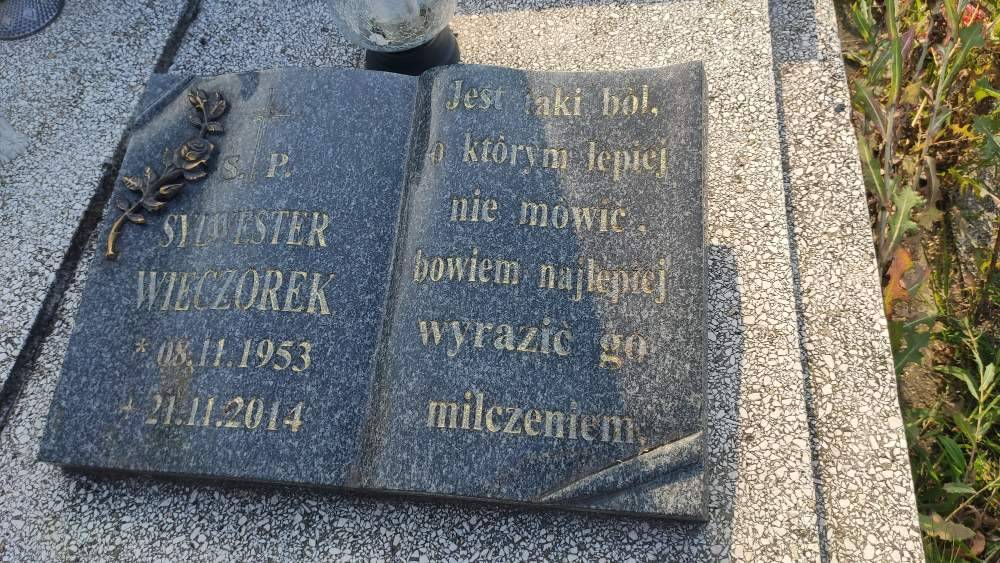 Ś. P.
SYLWESTER
WIECZOREK
* 08.11.1953
+ 21.11.2014
Jest taki ból,
o którym lepiej
nie mówić,
bowiem najlepiej
wyrazić go
milczeniem.